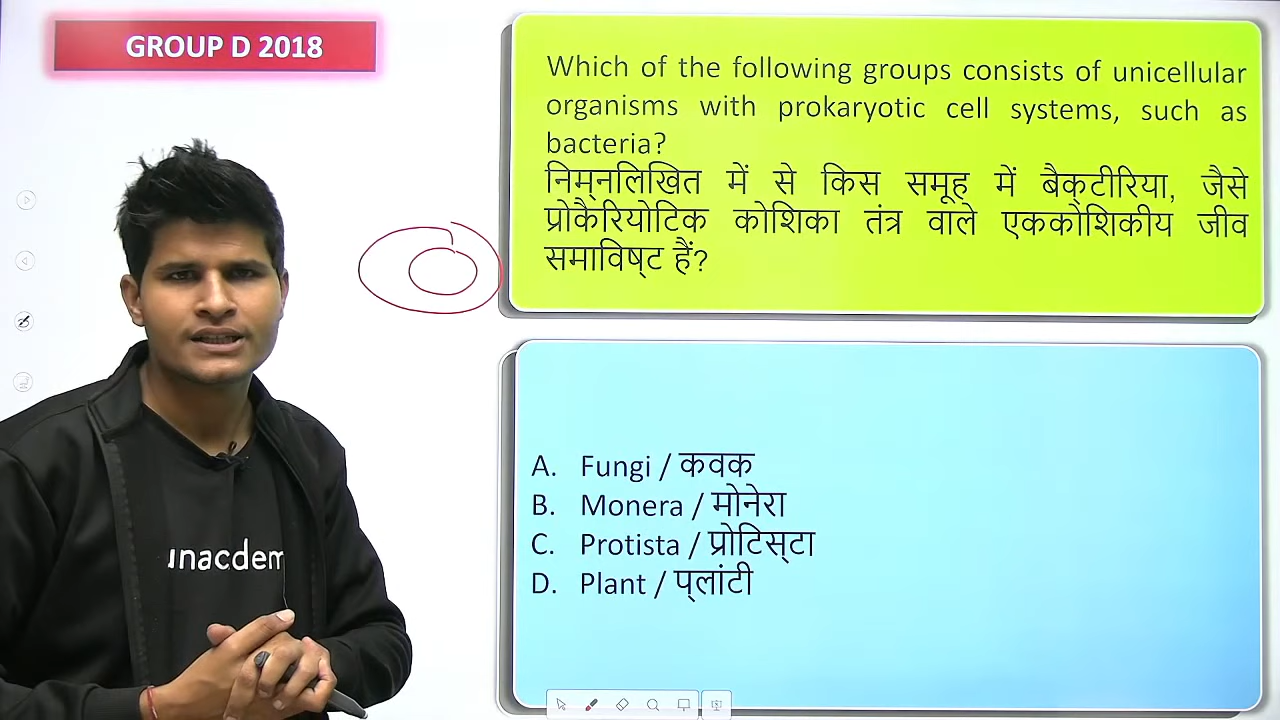 GROUP D 2018
Which of the following groups consists of unicellular
organisms with prokaryotic cell systems, such as
bacteria?
निम्‌नलिखित में से किस समूह में बैक्‌टीरिया, जैसे
प्रोकैरियोटिक कोशिका तंत्र वाले एककोशिकीय जीव
समाविष्‌ट हैं?
A. Fungi / कवक
B. Monera / मोनेरा
C. Protista / प्रोटिस्‌टा
D. Plant / प्‌लांटी
unacdem